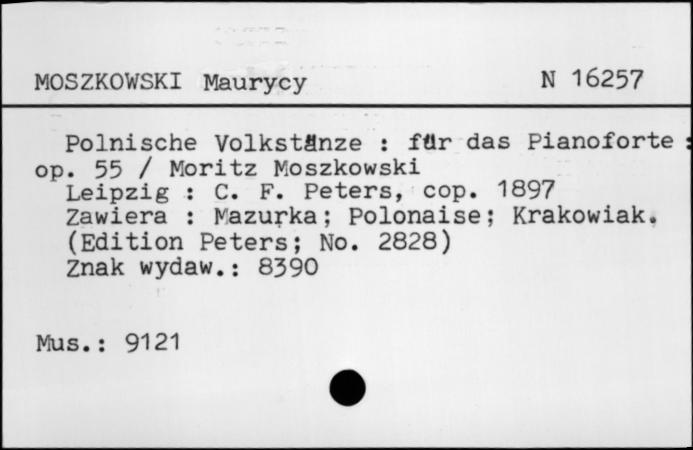 MOSZKOWSKI Maurycy N 16257
Polnische Volkstänze : für das Pianoforte :
op. 55 / Moritz Moszkowski
Leipzig : C. F. Peters, cop. 1897
Zawiera : Mazurka; Polonaise; Krakowiak.
(Edition Peters; No. 2828)
Znak wydaw.: 8390
Mus.: 9121